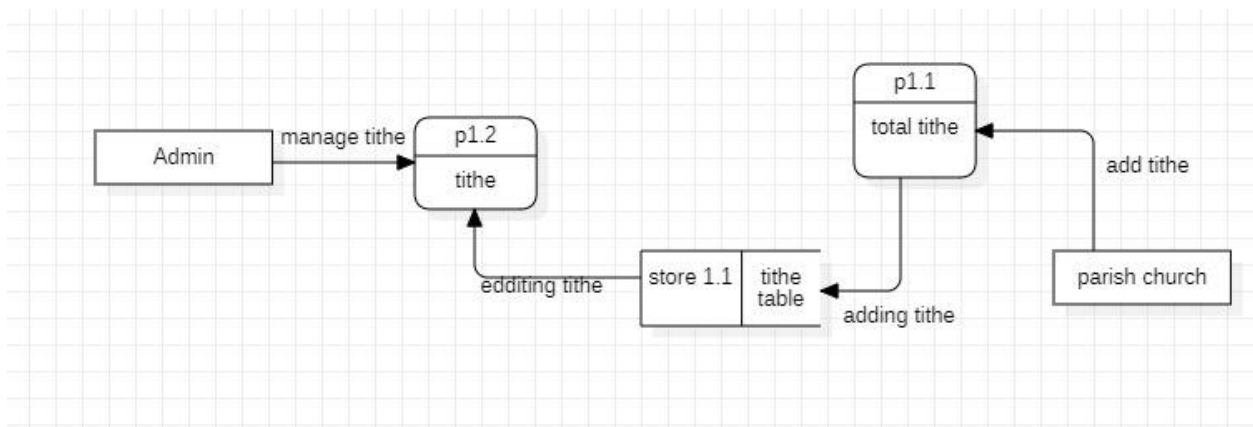 p1.1
total tithe
manage tithe
p1.2
Admin
tithe
add tithe
edditing tithe
store 1.1
tithe
table
adding tithe
parish church